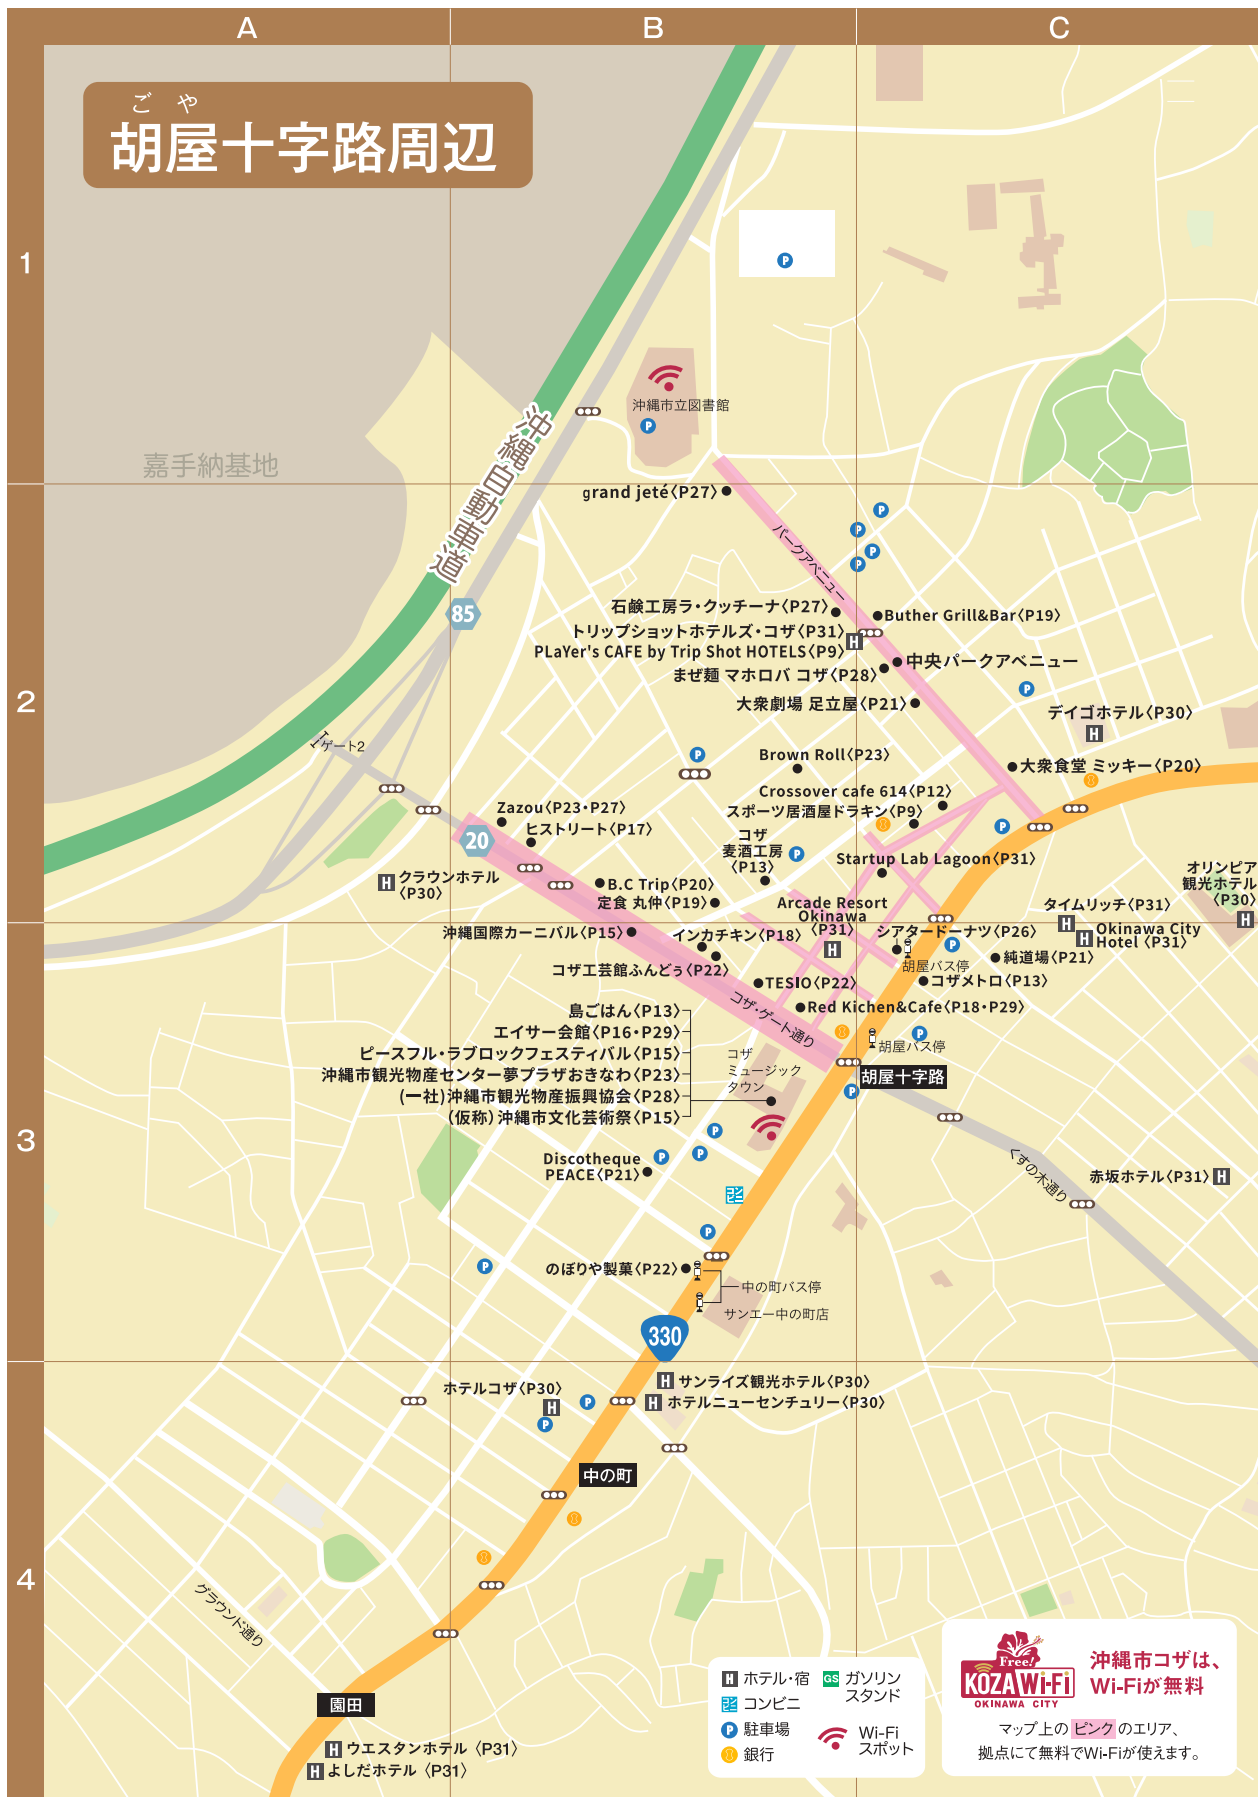 A
B
C
1
2
3
4
ごや
胡屋十字路周辺
沖縄市立図書館
嘉手納基地
沖縄自動車道
grand jeté〈P27〉
パークアベニュー
85
石鹸工房ラ・クッチーナ〈P27〉
Buther Grill&Bar〈P19〉
トリップショットホテルズ・コザ〈P31〉
PLaYer's CAFE by Trip Shot HOTELS〈P9〉
中央パークアベニュー
まぜ麺 マホロバ コザ〈P28〉
大衆劇場 足立屋〈P21〉
デイゴホテル〈P30〉
ゲート2
Brown Roll〈P23〉
大衆食堂 ミッキー〈P20〉
Crossover cafe 614〈P12〉
Zazou〈P23・P27〉
スポーツ居酒屋ドラキン〈P9〉
ヒストリート〈P17〉
20
コザ
麦酒工房
〈P13〉
Startup Lab Lagoon〈P31〉
クラウンホテル
〈P30〉
B.C Trip〈P20〉
定食 丸仲〈P19〉
オリンピア
観光ホテル
〈P30〉
Arcade Resort
Okinawa
〈P31〉
タイムリッチ〈P31〉
沖縄国際カーニバル〈P15〉
インカチキン〈P18〉
シアタードーナツ〈P26〉
Okinawa City
Hotel〈P31〉
胡屋バス停
純道場〈P21〉
コザ工芸館ふんどぅ〈P22〉
TESIO〈P22〉
コザメトロ〈P13〉
コザ・ゲート通り
Red Kichen&Cafe〈P18・P29〉
島ごはん〈P13〉
エイサー会館〈P16・P29〉
ピースフル・ラブロックフェスティバル〈P15〉
沖縄市観光物産センター夢プラザおきなわ〈P23〉
(一社)沖縄市観光物産振興協会〈P28〉
(仮称)沖縄市文化芸術祭〈P15〉
コザ
ミュージック
タウン
胡屋バス停
胡屋十字路
くすの木通り
Discotheque
PEACE〈P21〉
赤坂ホテル〈P31〉
コンビニ
のぼりや製菓〈P22〉
中の町バス停
サンエー中の町店
330
サンライズ観光ホテル〈P30〉
ホテルコザ〈P30〉
ホテルニューセンチュリー〈P30〉
中の町
グラウンド通り
園田
ウエスタンホテル〈P31〉
よしだホテル〈P31〉
H ホテル・宿
GS ガソリン
スタンド
コンビニ コンビニ
P 駐車場
銀行
Wi-Fi
スポット
Free!
KOZA Wi-Fi
OKINAWA CITY
沖縄市コザは、
Wi-Fiが無料
マップ上の ピンク のエリア、
拠点にて無料でWi-Fiが使えます。